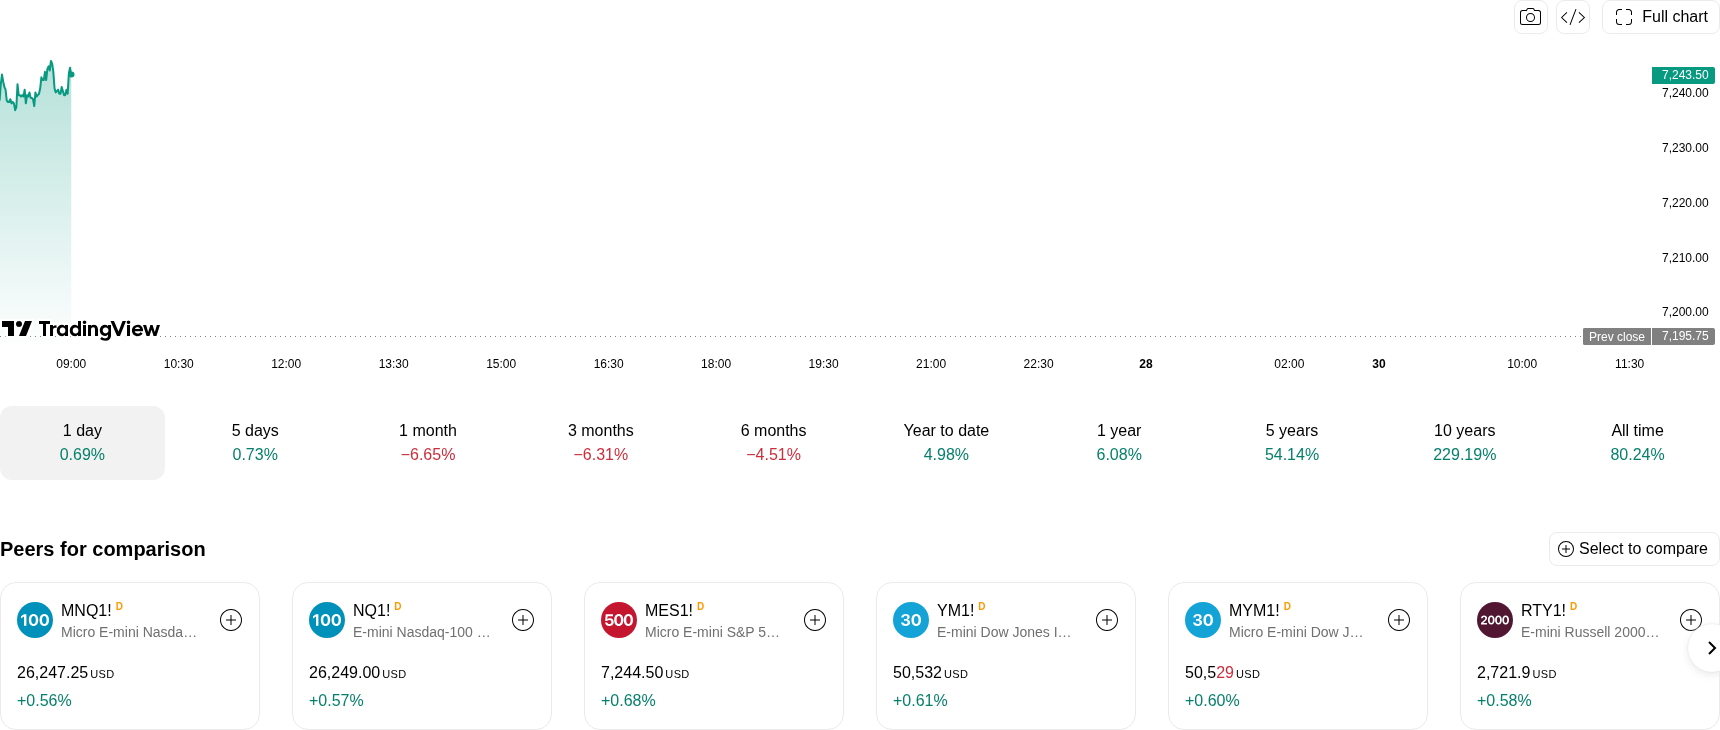 Full chart
7,243.50
7,240.00
7,230.00
7,220.00
7,210.00
7,200.00
TradingView
Prev close 7,195.75
09:00 10:30 12:00 13:30 15:00 16:30 18:00 19:30 21:00 22:30 28 02:00 30 10:00 11:30
1 day 5 days 1 month 3 months 6 months Year to date 1 year 5 years 10 years All time
0.69% 0.73% −6.65% −6.31% −4.51% 4.98% 6.08% 54.14% 229.19% 80.24%
Peers for comparison
Select to compare
100 MNQ1! D
Micro E-mini Nasda…
26,247.25 USD
+0.56%
100 NQ1! D
E-mini Nasdaq-100 …
26,249.00 USD
+0.57%
500 MES1! D
Micro E-mini S&P 5…
7,244.50 USD
+0.68%
30 YM1! D
E-mini Dow Jones I…
50,532 USD
+0.61%
30 MYM1! D
Micro E-mini Dow J…
50,529 USD
+0.60%
2000 RTY1! D
E-mini Russell 2000…
2,721.9 USD
+0.58%